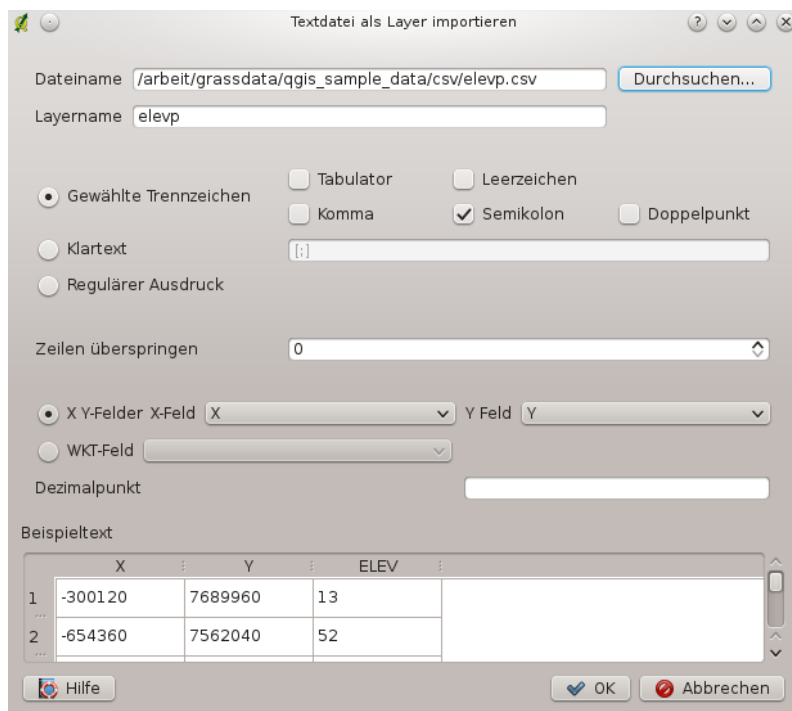 Textdatei als Layer importieren
Dateiname /arbeit/grassdata/qgis_sample_data/csv/elevp.csv Durchsuchen...
Layername elevp
Gewählte Trennzeichen
Tabulator Leerzeichen
Komma Semikolon Doppelpunkt
Klartext [;]
Regulärer Ausdruck
Zeilen überspringen 0
X Y-Felder X-Feld X Y Feld Y
WKT-Feld
Dezimalpunkt
Beispieltext
X Y ELEV
1 -300120 7689960 13
2 -654360 7562040 52
Hilfe OK Abbrechen